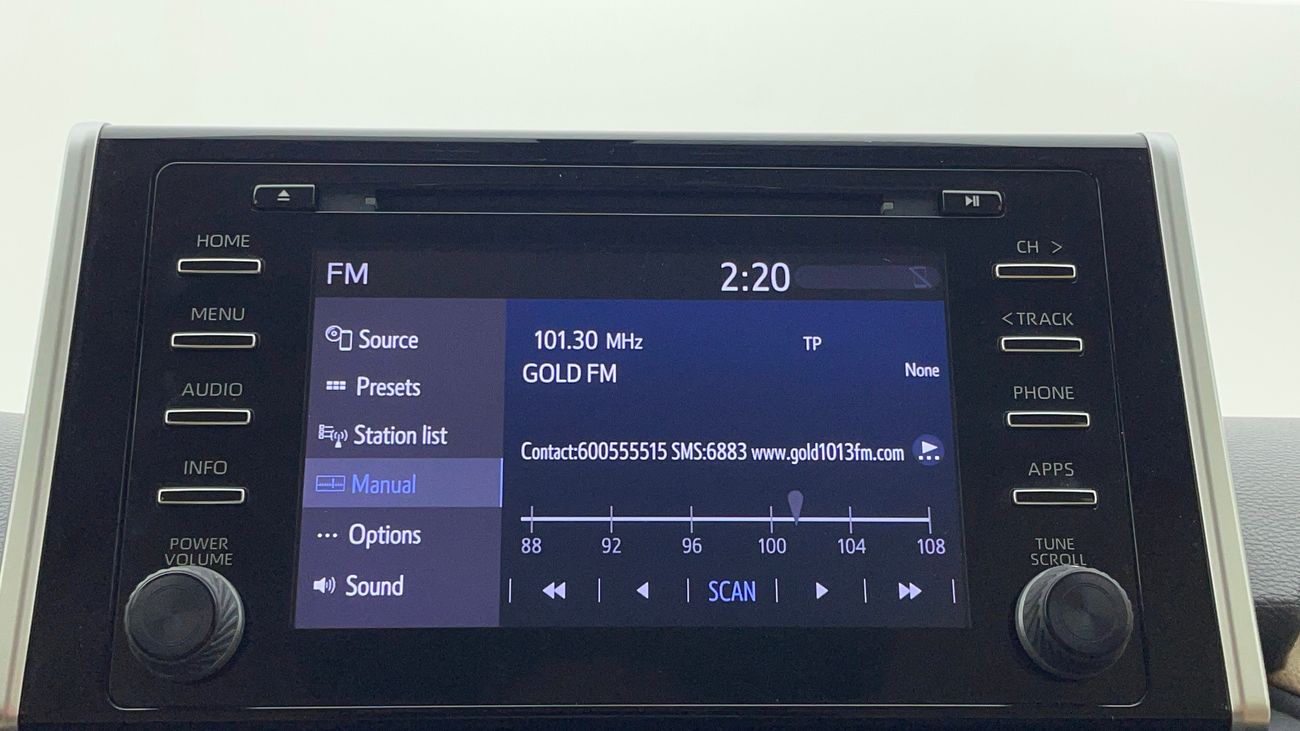 HOME
MENU
AUDIO
INFO
POWER
VOLUME
FM
2:20
Source
Presets
Station list
Manual
Options
Sound
101.30 MHz
TP
GOLD FM
None
Contact:600555515 SMS:6883 www.gold1013fm.com
88 92 96 100 104 108
SCAN
CH >
< TRACK
PHONE
APPS
TUNE
SCROLL